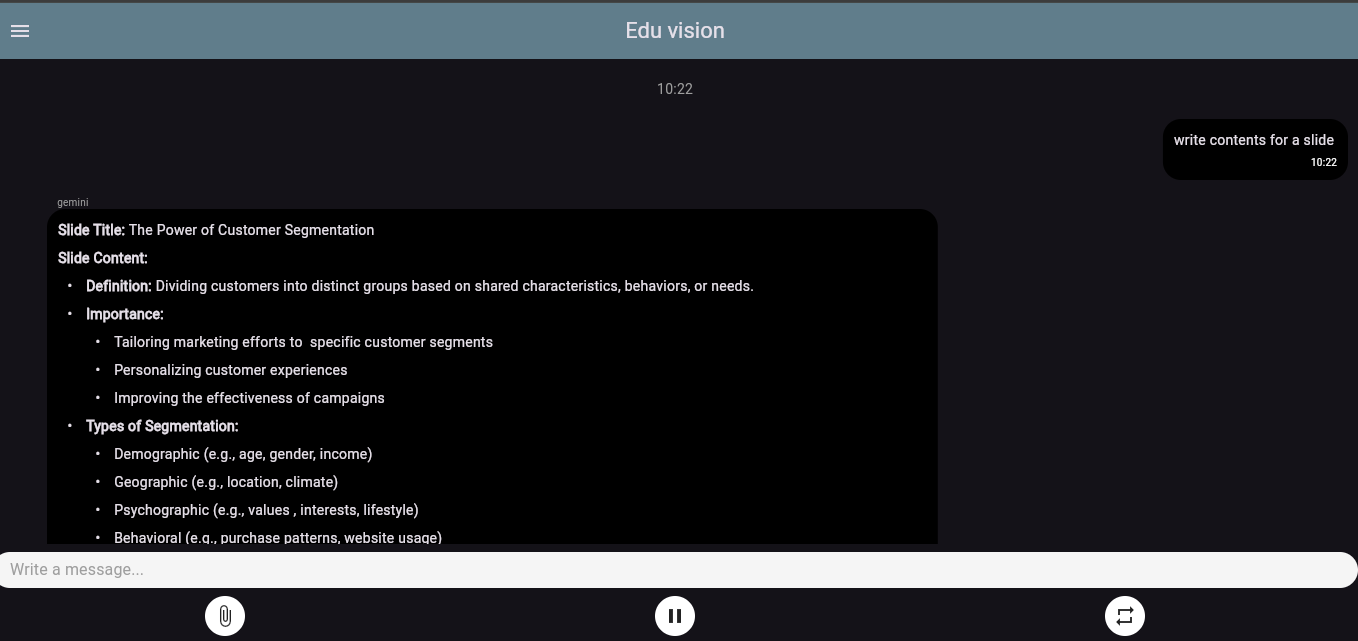 Edu vision
10:22
write contents for a slide
10:22
gemini
Slide Title: The Power of Customer Segmentation
Slide Content:
• Definition: Dividing customers into distinct groups based on shared characteristics, behaviors, or needs.
• Importance:
• Tailoring marketing efforts to  specific customer segments
• Personalizing customer experiences
• Improving the effectiveness of campaigns
• Types of Segmentation:
• Demographic (e.g., age, gender, income)
• Geographic (e.g., location, climate)
• Psychographic (e.g., values , interests, lifestyle)
• Behavioral (e.g., purchase patterns, website usage)
Write a message...